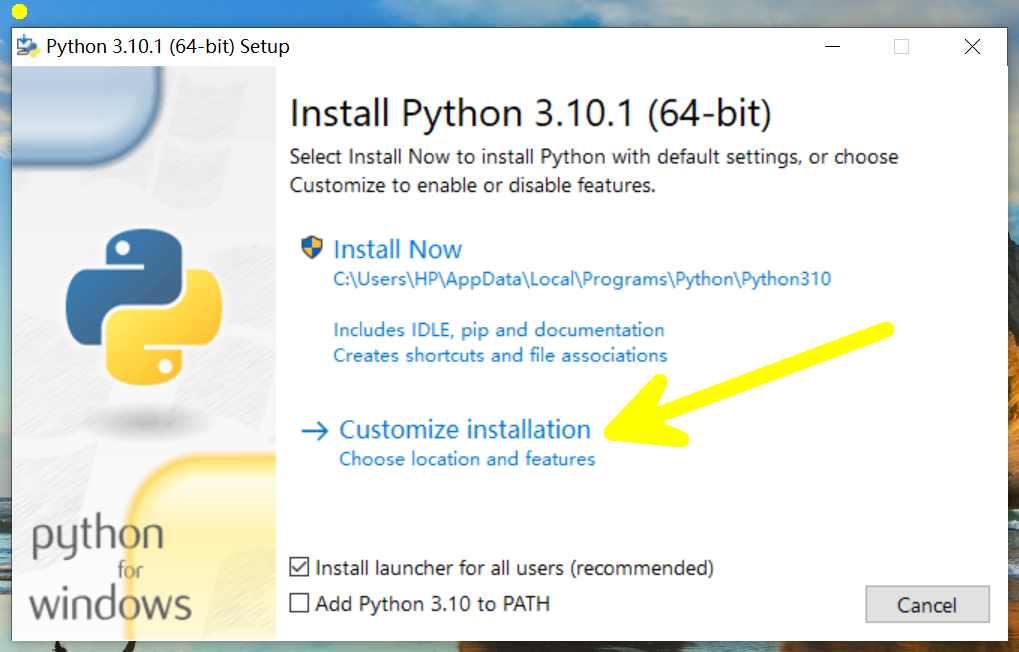 Python 3.10.1 (64-bit) Setup
Install Python 3.10.1 (64-bit)
Select Install Now to install Python with default settings, or choose
Customize to enable or disable features.
Install Now
C:\Users\HP\AppData\Local\Programs\Python\Python310
Includes IDLE, pip and documentation
Creates shortcuts and file associations
Customize installation
Choose location and features
python
for
windows
Install launcher for all users (recommended)
Add Python 3.10 to PATH
Cancel